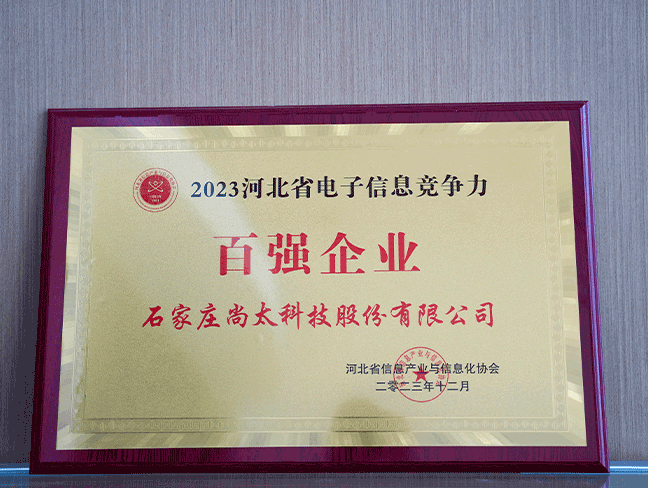 2023河北省电子信息竞争力
百强企业
石家庄尚太科技股份有限公司
河北省信息产业与信息化协会
二零二三年十二月